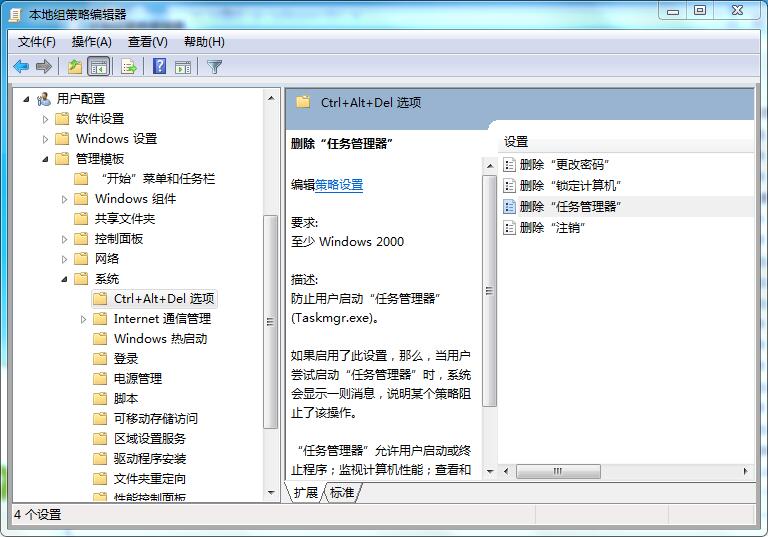 本地组策略编辑器
文件(F) 操作(A) 查看(V) 帮助(H)
用户配置
软件设置
Windows 设置
管理模板
“开始”菜单和任务栏
Windows 组件
共享文件夹
控制面板
网络
系统
Ctrl+Alt+Del 选项
Internet 通信管理
Windows 热启动
登录
电源管理
脚本
可移动存储访问
区域设置服务
驱动程序安装
文件夹重定向
性能控制面板
Ctrl+Alt+Del 选项
删除“任务管理器”
编辑策略设置
要求:
至少 Windows 2000
描述:
防止用户启动“任务管理器”
(Taskmgr.exe)。
如果启用了此设置，那么，当用户
尝试启动“任务管理器”时，系统
会显示一则消息，说明某个策略阻
止了该操作。
“任务管理器”允许用户启动或终
止程序；监视计算机性能；查看和
设置
删除“更改密码”
删除“锁定计算机”
删除“任务管理器”
删除“注销”
扩展 标准
4 个设置